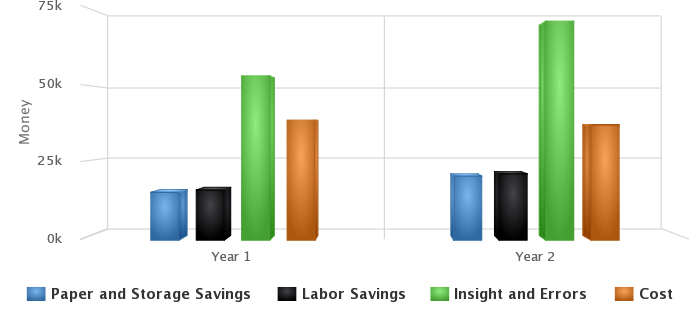 75k
50k
25k
0k
Money
Year 1
Year 2
Paper and Storage Savings
Labor Savings
Insight and Errors
Cost